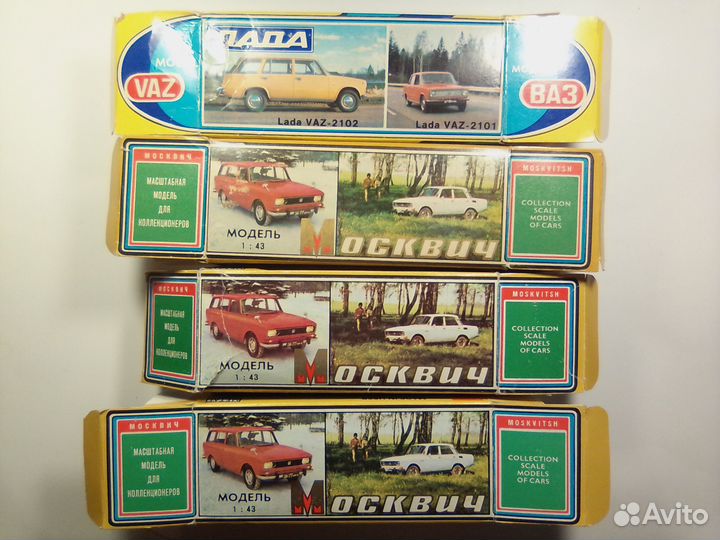 ЛАДА
VAZ
ВАЗ
Lada VAZ-2102
Lada VAZ-2101
МОСКВИЧ
МАСШТАБНАЯ
МОДЕЛЬ
ДЛЯ
КОЛЛЕКЦИОНЕРОВ
МОДЕЛЬ
1 : 43
МОСКВИЧ
MOSKVITSH
COLLECTION
SCALE
MODELS
OF CARS
МОСКВИЧ
МАСШТАБНАЯ
МОДЕЛЬ
ДЛЯ
КОЛЛЕКЦИОНЕРОВ
МОДЕЛЬ
1 : 43
МОСКВИЧ
MOSKVITSH
COLLECTION
SCALE
MODELS
OF CARS
МОСКВИЧ
МАСШТАБНАЯ
МОДЕЛЬ
ДЛЯ
КОЛЛЕКЦИОНЕРОВ
МОДЕЛЬ
1 : 43
МОСКВИЧ
MOSKVITSH
COLLECTION
SCALE
MODELS
OF CARS
Avito